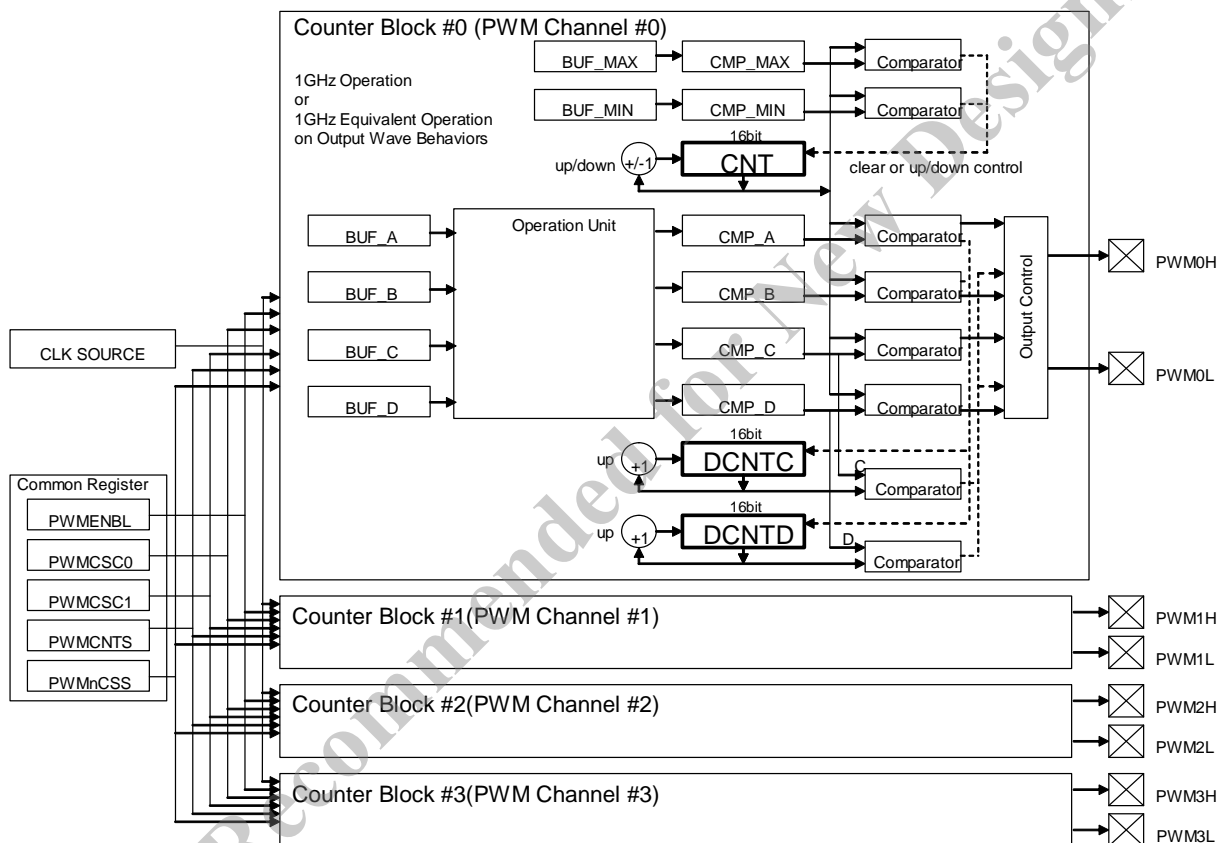 Counter Block #0 (PWM Channel #0)
1GHz Operation
or
1GHz Equivalent Operation
on Output Wave Behaviors
BUF_MAX
CMP_MAX
Comparator
BUF_MIN
CMP_MIN
Comparator
16bit
up/down
+/-1
CNT
clear or up/down control
Operation Unit
BUF_A
CMP_A
Comparator
BUF_B
CMP_B
Comparator
BUF_C
CMP_C
Comparator
BUF_D
CMP_D
Comparator
Output Control
PWM0H
PWM0L
16bit
up
+1
DCNTC
C
Comparator
16bit
up
+1
DCNTD
D
Comparator
CLK SOURCE
Common Register
PWMENBL
PWMCSC0
PWMCSC1
PWMCNTS
PWMnCSS
Counter Block #1(PWM Channel #1)
PWM1H
PWM1L
Counter Block #2(PWM Channel #2)
PWM2H
PWM2L
Counter Block #3(PWM Channel #3)
PWM3H
PWM3L
Recommended for New Design